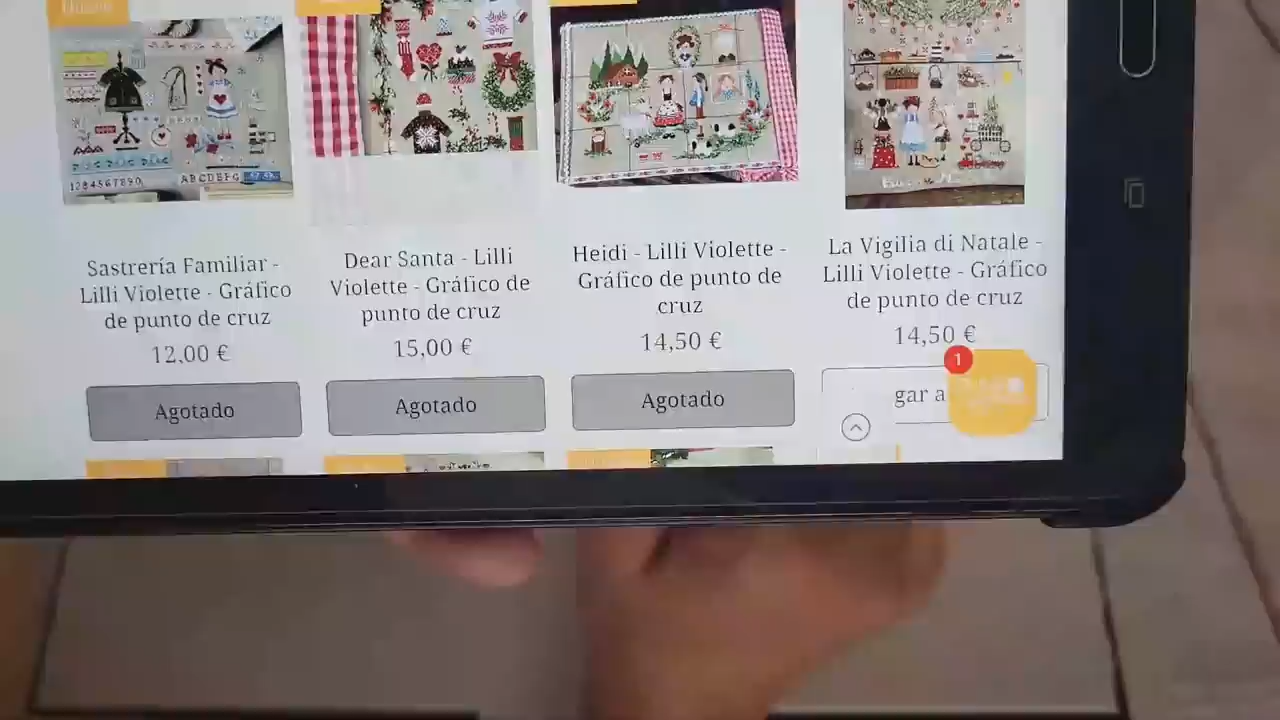 1234567890
ABCDEFG
Sastrería Familiar -
Lilli Violette - Gráfico
de punto de cruz
12,00 €
Agotado
Dear Santa - Lilli
Violette - Gráfico de
punto de cruz
15,00 €
Agotado
Heidi - Lilli Violette -
Gráfico de punto de
cruz
14,50 €
Agotado
La Vigilia di Natale -
Lilli Violette - Gráfico
de punto de cruz
14,50 €
1
gar a